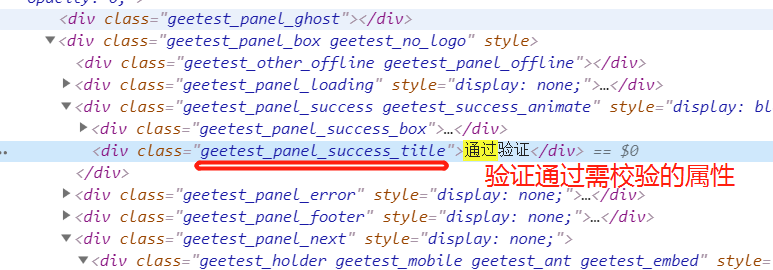 opacity: 0;">
<div class="geetest_panel_ghost"></div>
▼<div class="geetest_panel_box geetest_no_logo" style>
<div class="geetest_other_offline geetest_panel_offline"></div>
▶<div class="geetest_panel_loading" style="display: none;">…</div>
▼<div class="geetest_panel_success geetest_success_animate" style="display: bl
▶<div class="geetest_panel_success_box">…</div>
<div class="geetest_panel_success_title">通过验证</div> == $0
</div>
验证通过需校验的属性
▶<div class="geetest_panel_error" style="display: none;">…</div>
▶<div class="geetest_panel_footer" style="display: none;">…</div>
▼<div class="geetest_panel_next" style="display: none;">
▼<div class="geetest_holder geetest_mobile geetest_ant geetest_embed" style=